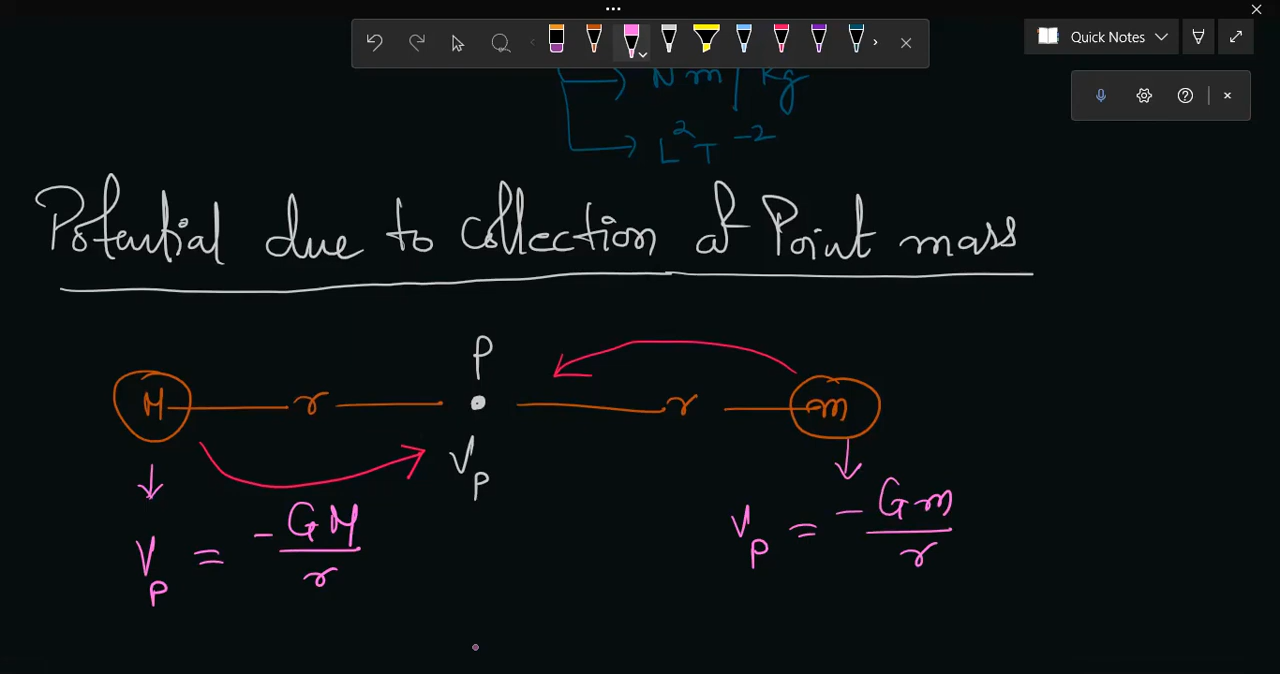 Quick Notes
N m / kg
L² T⁻²
Potential due to collection of Point mass
P
M r r m
Vp
Vp = -GM/r
Vp = -Gm/r